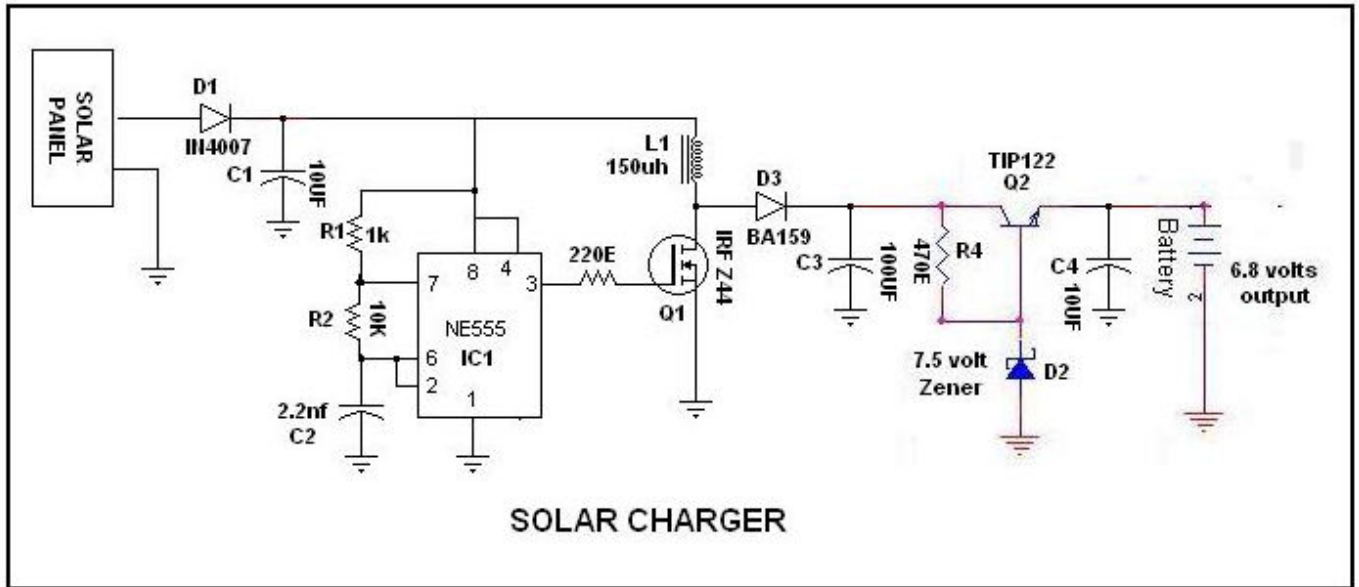 SOLAR
PANEL
D1
IN4007
C1
10UF
R1
1k
R2
10K
2.2nf
C2
7
8
4
3
6
2
1
NE555
IC1
220E
L1
150uh
IRF Z44
Q1
D3
BA159
C3
100UF
470E
R4
TIP122
Q2
7.5 volt
Zener
D2
C4
10UF
Battery
2
6.8 volts
output
SOLAR CHARGER